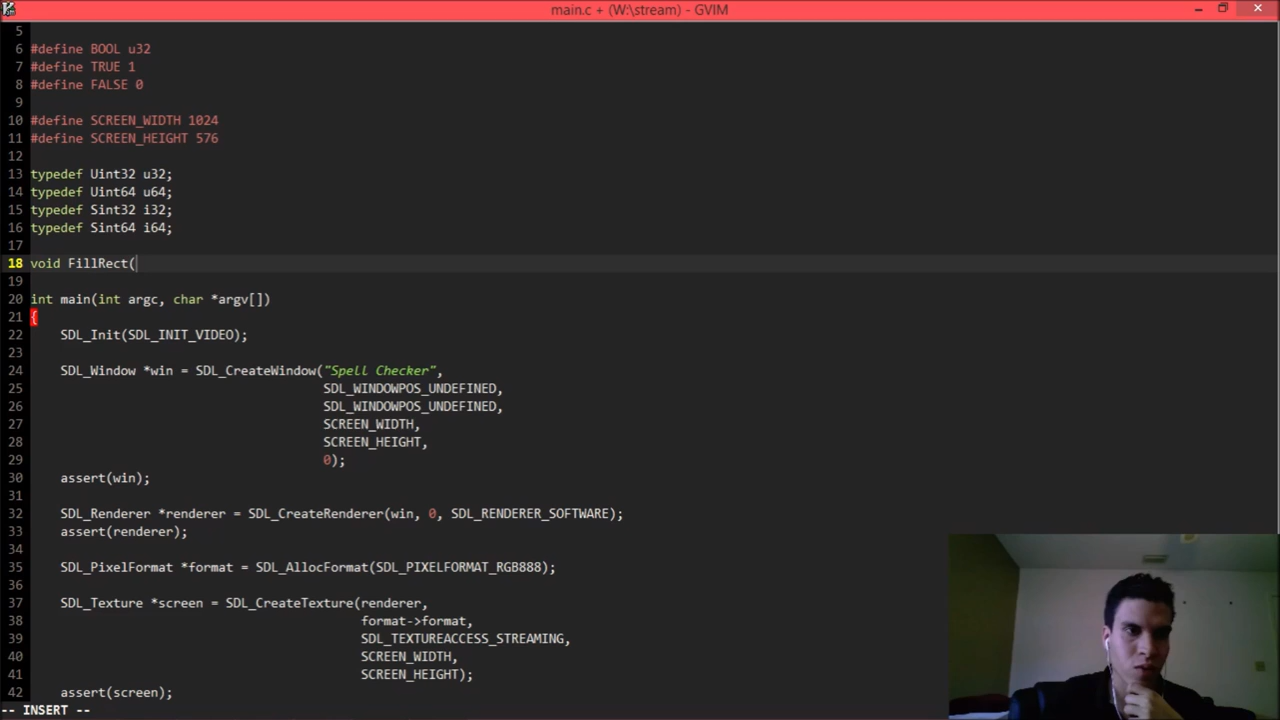 main.c + (W:\stream) - GVIM
5
6 #define BOOL u32
7 #define TRUE 1
8 #define FALSE 0
9
10 #define SCREEN_WIDTH 1024
11 #define SCREEN_HEIGHT 576
12
13 typedef Uint32 u32;
14 typedef Uint64 u64;
15 typedef Sint32 i32;
16 typedef Sint64 i64;
17
18 void FillRect(
19
20 int main(int argc, char *argv[])
21 {
22     SDL_Init(SDL_INIT_VIDEO);
23
24     SDL_Window *win = SDL_CreateWindow("Spell Checker",
25                                        SDL_WINDOWPOS_UNDEFINED,
26                                        SDL_WINDOWPOS_UNDEFINED,
27                                        SCREEN_WIDTH,
28                                        SCREEN_HEIGHT,
29                                        0);
30     assert(win);
31
32     SDL_Renderer *renderer = SDL_CreateRenderer(win, 0, SDL_RENDERER_SOFTWARE);
33     assert(renderer);
34
35     SDL_PixelFormat *format = SDL_AllocFormat(SDL_PIXELFORMAT_RGB888);
36
37     SDL_Texture *screen = SDL_CreateTexture(renderer,
38                                             format->format,
39                                             SDL_TEXTUREACCESS_STREAMING,
40                                             SCREEN_WIDTH,
41                                             SCREEN_HEIGHT);
42     assert(screen);
-- INSERT --